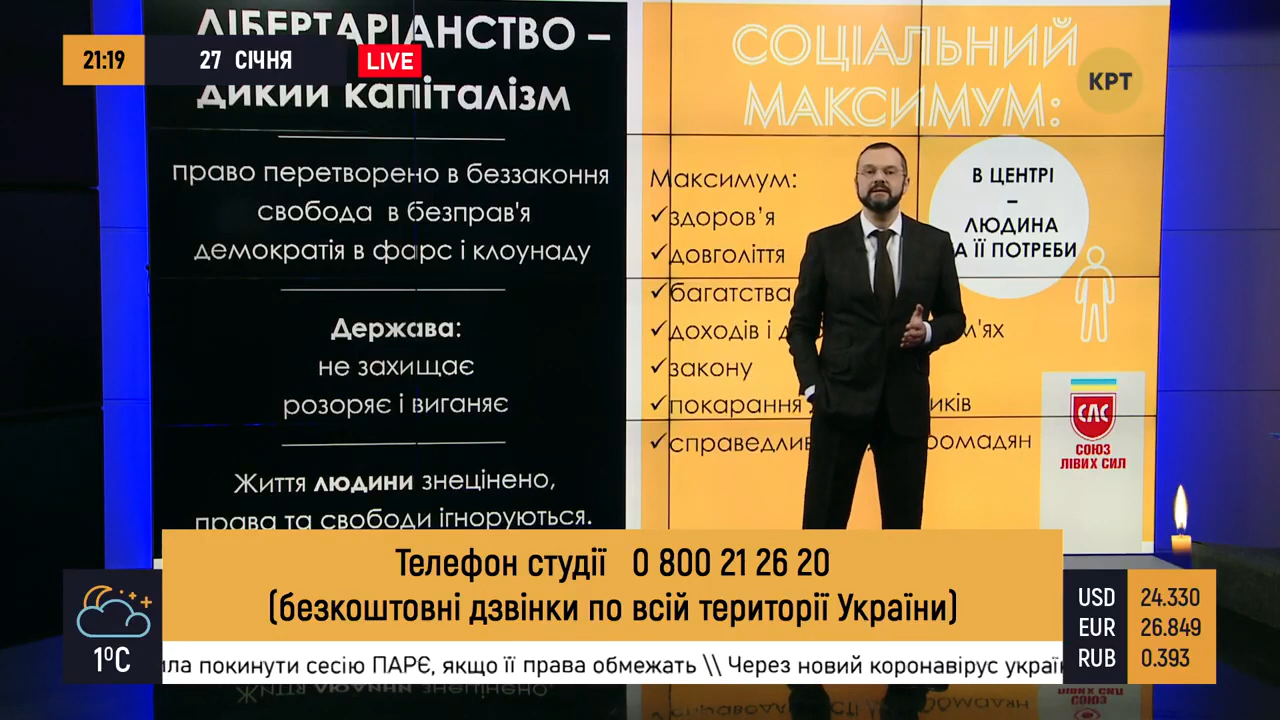 21:19
27 СІЧНЯ
LIVE
ЛІБЕРТАРІАНСТВО –
ДИКИЙ КАПІТАЛІЗМ
право перетворено в беззаконня
свобода в безправ'я
демократія в фарс і клоунаду
Держава:
не захищає
розоряє і виганяє
Життя людини знецінено,
права та свободи ігноруються.
СОЦІАЛЬНИЙ
МАКСИМУМ:
КРТ
Максимум:
✓здоров’я
✓довголіття
✓багатства
✓доходів і
✓закону
✓покарання
✓справедлив
громадян
В ЦЕНТРІ
–
ЛЮДИНА
ЇЇ ПОТРЕБИ
СЛС
СОЮЗ
ЛІВИХ СИЛ
Телефон студії 0 800 21 26 20
(безкоштовні дзвінки по всій території України)
1°C
покинути сесію ПАРЄ, якщо її права обмежать \\ Через новий коронавірус
USD 24.330
EUR 26.849
RUB 0.393